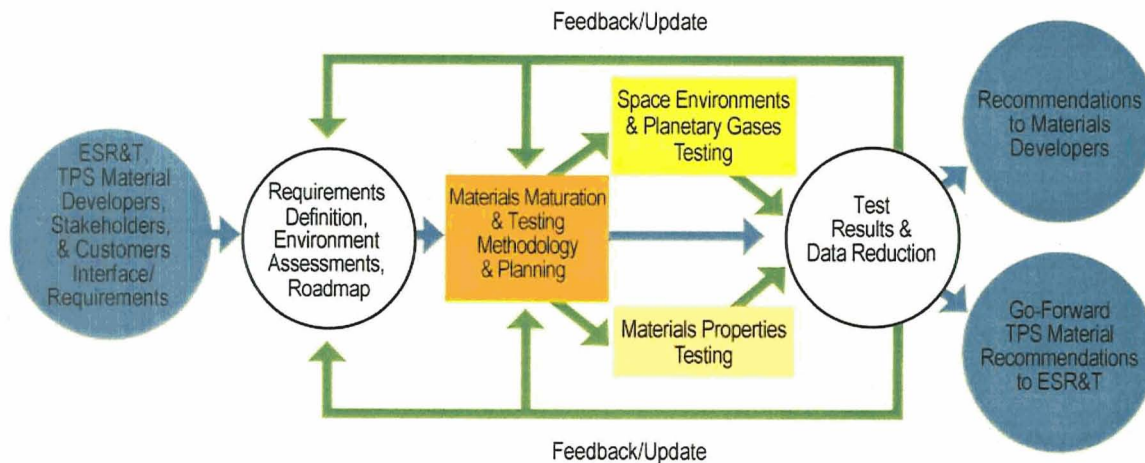 Feedback/Update
ESR&T,
TPS Material
Developers,
Stakeholders,
& Customers
Interface/
Requirements
Requirements
Definition,
Environment
Assessments,
Roadmap
Materials Maturation
& Testing
Methodology
& Planning
Space Environments
& Planetary Gases
Testing
Materials Properties
Testing
Test
Results &
Data Reduction
Recommendations
to Materials
Developers
Go-Forward
TPS Material
Recommendations
to ESR&T
Feedback/Update